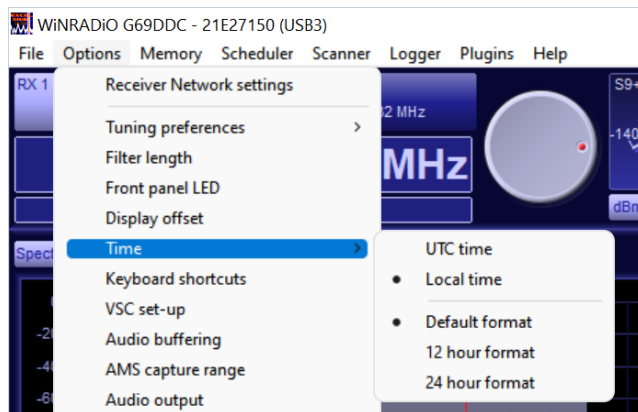 WiNRADiO G69DDC - 21E27150 (USB3)
File Options Memory Scheduler Scanner Logger Plugins Help
RX 1
Receiver Network settings
S9+
MHz
Tuning preferences
-140
Filter length
MHz
Front panel LED
Display offset
dBm
Time
UTC time
Keyboard shortcuts
Local time
VSC set-up
Default format
-20
Audio buffering
12 hour format
-40
AMS capture range
24 hour format
-60
Audio output